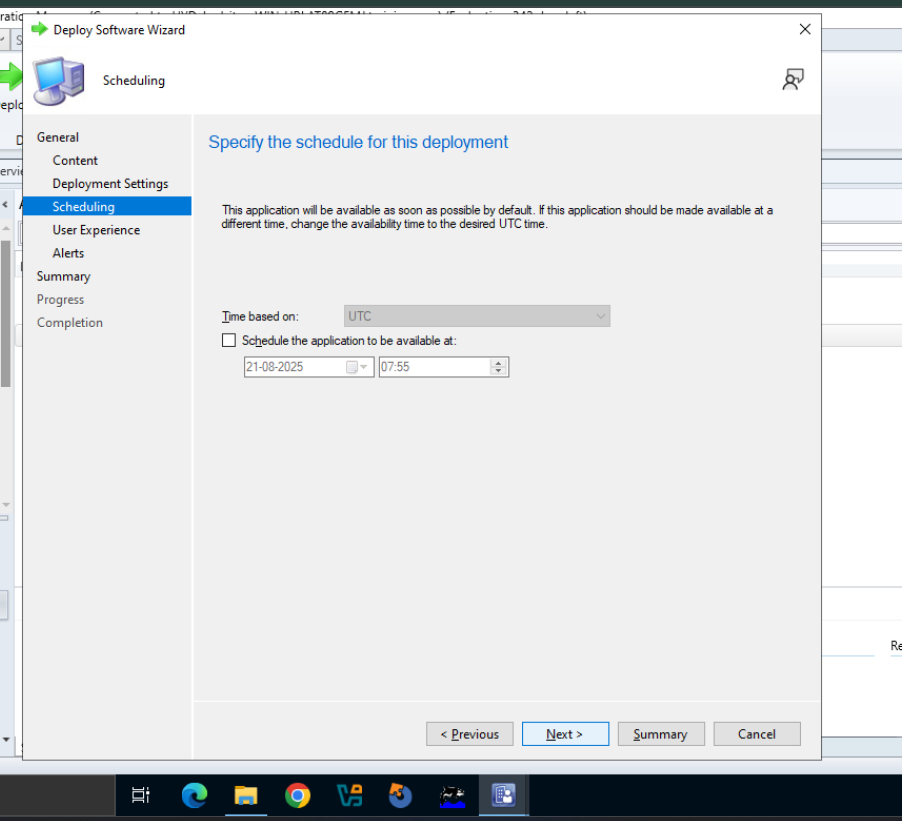 Deploy Software Wizard
Scheduling
General
Content
Deployment Settings
Scheduling
User Experience
Alerts
Summary
Progress
Completion
Specify the schedule for this deployment
This application will be available as soon as possible by default. If this application should be made available at a
different time, change the availability time to the desired UTC time.
Time based on:
UTC
Schedule the application to be available at:
21-08-2025
07:55
< Previous
Next >
Summary
Cancel